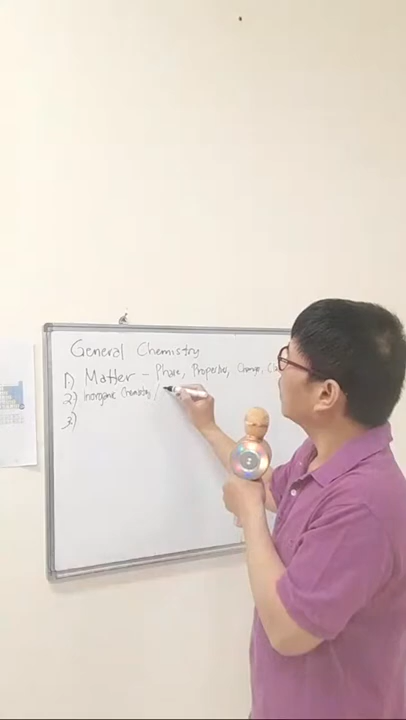 General Chemistry
1) Matter - Phase, Properties, Change,
2) Inorganic Chemistry /
3)